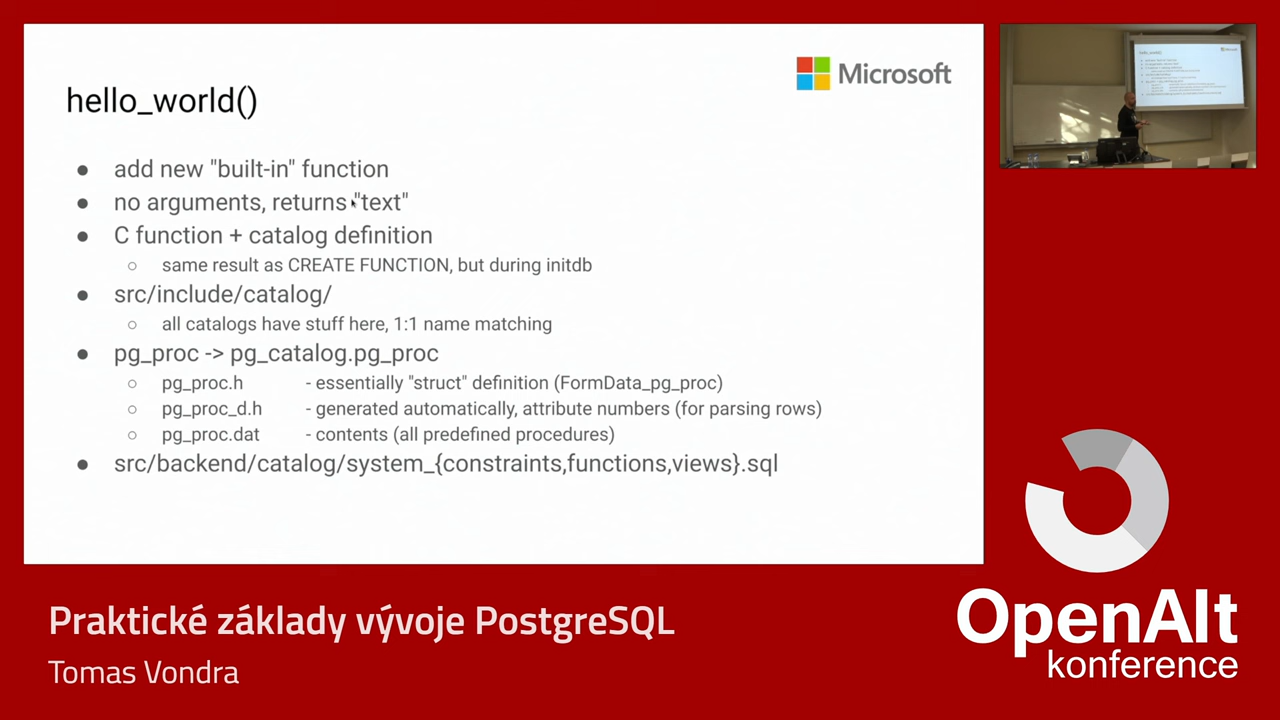 hello_world()
Microsoft
● add new "built-in" function
● no arguments, returns "text"
● C function + catalog definition
○ same result as CREATE FUNCTION, but during initdb
● src/include/catalog/
○ all catalogs have stuff here, 1:1 name matching
● pg_proc -> pg_catalog.pg_proc
○ pg_proc.h - essentially "struct" definition (FormData_pg_proc)
○ pg_proc_d.h - generated automatically, attribute numbers (for parsing rows)
○ pg_proc.dat - contents (all predefined procedures)
● src/backend/catalog/system_{constraints,functions,views}.sql
Praktické základy vývoje PostgreSQL
Tomas Vondra
OpenAlt
konference